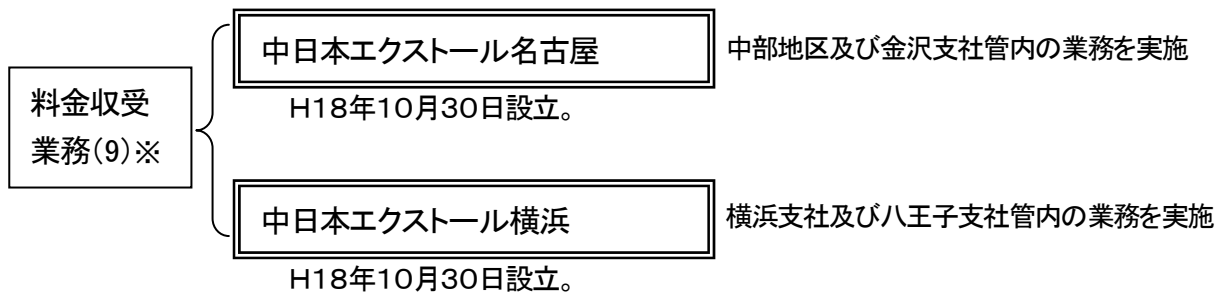 中日本エクストール名古屋
中部地区及び金沢支社管内の業務を実施
H18年10月30日設立。
料金収受
業務(9)※
中日本エクストール横浜
横浜支社及び八王子支社管内の業務を実施
H18年10月30日設立。